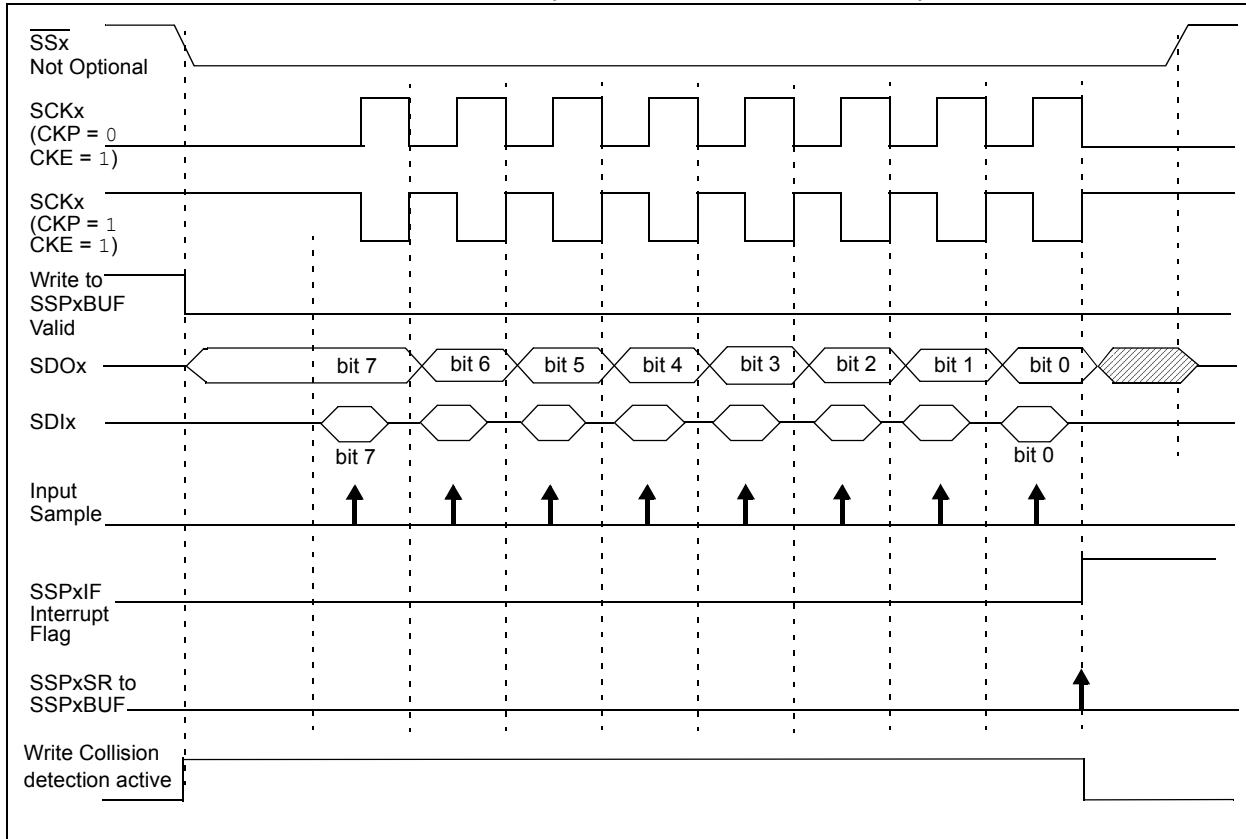 SSx
Not Optional
SCKx
(CKP = 0
CKE = 1)
SCKx
(CKP = 1
CKE = 1)
Write to
SSPxBUF
Valid
SDOx
bit 7
bit 6
bit 5
bit 4
bit 3
bit 2
bit 1
bit 0
SDIx
bit 7
bit 0
Input
Sample
SSPxIF
Interrupt
Flag
SSPxSR to
SSPxBUF
Write Collision
detection active